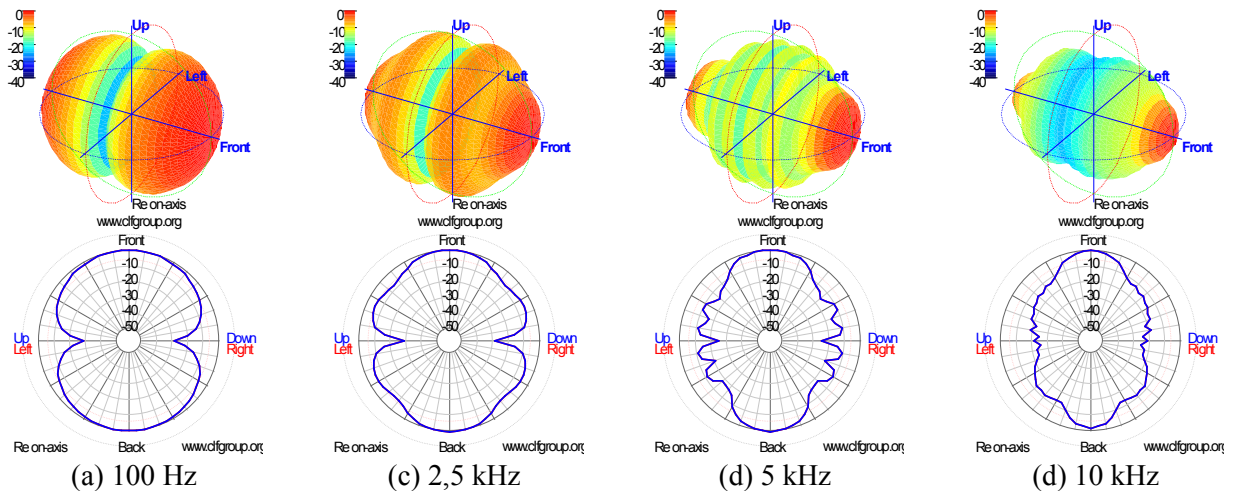 0
-10
-20
-30
-40
Up
Left
Front
Re on-axis
www.clfgroup.org
0
-10
-20
-30
-40
Up
Left
Front
Re on-axis
www.clfgroup.org
0
-10
-20
-30
-40
Up
Left
Front
Re on-axis
www.clfgroup.org
0
-10
-20
-30
-40
Up
Left
Front
Re on-axis
www.clfgroup.org
Front
-10
-20
-30
-40
-50
Up
Left
Down
Right
Re on-axis
Back
www.clfgroup.org
Front
-10
-20
-30
-40
-50
Up
Left
Down
Right
Re on-axis
Back
www.clfgroup.org
Front
-10
-20
-30
-40
-50
Up
Left
Down
Right
Re on-axis
Back
www.clfgroup.org
Front
-10
-20
-30
-40
-50
Up
Left
Down
Right
Re on-axis
Back
www.clfgroup.org
(a) 100 Hz
(c) 2,5 kHz
(d) 5 kHz
(d) 10 kHz